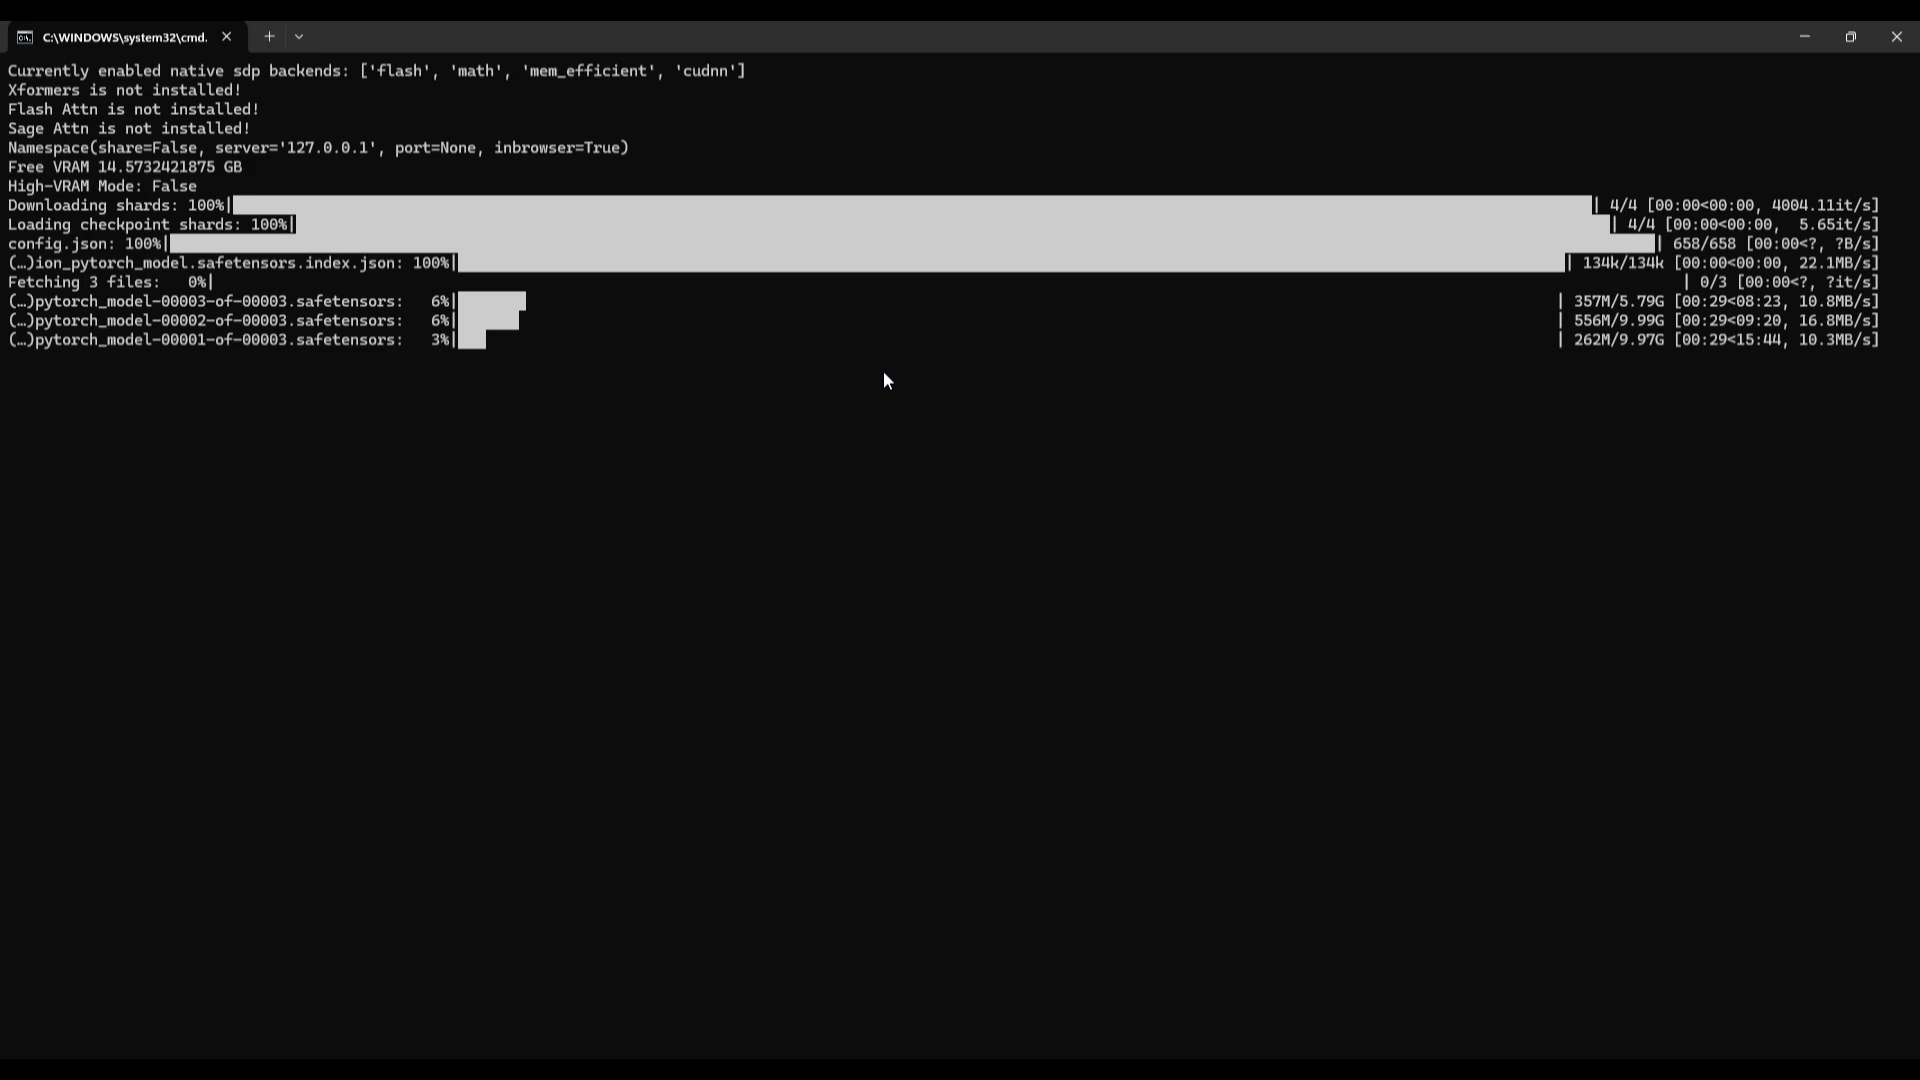 C:\WINDOWS\system32\cmd.
Currently enabled native sdp backends: ['flash', 'math', 'mem_efficient', 'cudnn']
Xformers is not installed!
Flash Attn is not installed!
Sage Attn is not installed!
Namespace(share=False, server='127.0.0.1', port=None, inbrowser=True)
Free VRAM 14.5732421875 GB
High-VRAM Mode: False
Downloading shards: 100%| | 4/4 [00:00<00:00, 4004.11it/s]
Loading checkpoint shards: 100%| | 4/4 [00:00<00:00, 5.65it/s]
config.json: 100%| | 658/658 [00:00<?, ?B/s]
(…)ion_pytorch_model.safetensors.index.json: 100%| | 134k/134k [00:00<00:00, 22.1MB/s]
Fetching 3 files: 0%| | 0/3 [00:00<?, ?it/s]
(…)pytorch_model-00003-of-00003.safetensors: 6%| | 357M/5.79G [00:29<08:23, 10.8MB/s]
(…)pytorch_model-00002-of-00003.safetensors: 6%| | 556M/9.99G [00:29<09:20, 16.8MB/s]
(…)pytorch_model-00001-of-00003.safetensors: 3%| | 262M/9.97G [00:29<15:44, 10.3MB/s]